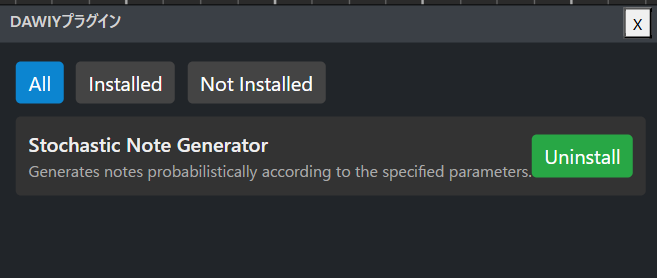 DAWIYプラグイン
X
All Installed Not Installed
Stochastic Note Generator
Generates notes probabilistically according to the specified parameters.
Uninstall